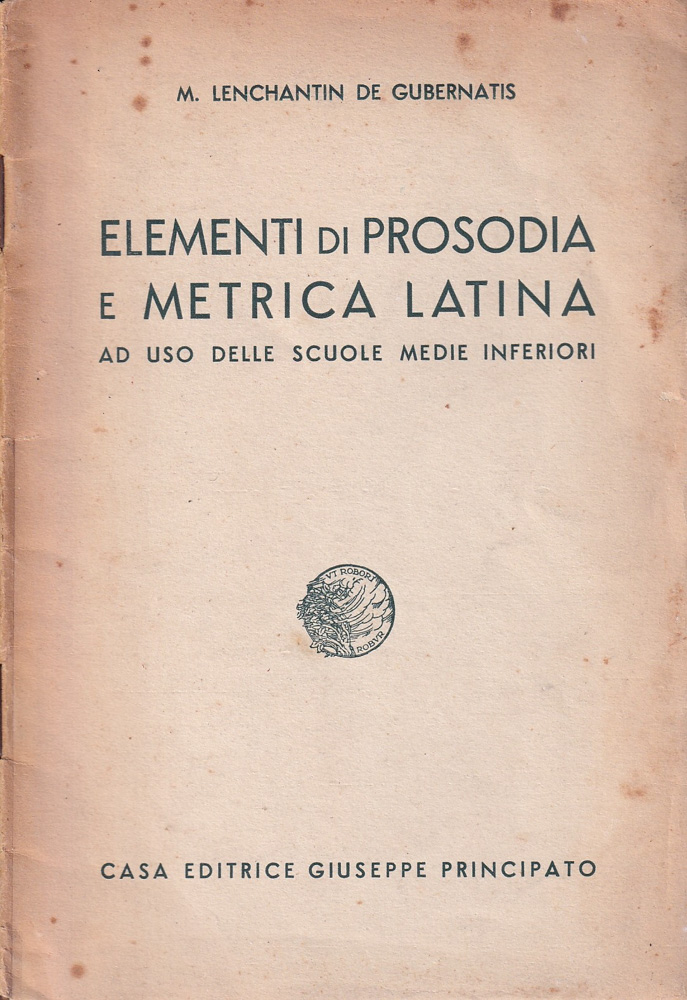 M. LENCHANTIN DE GUBERNATIS
ELEMENTI DI PROSODIA
E METRICA LATINA
AD USO DELLE SCUOLE MEDIE INFERIORI
VT ROBORI
ROBVR
CASA EDITRICE GIUSEPPE PRINCIPATO